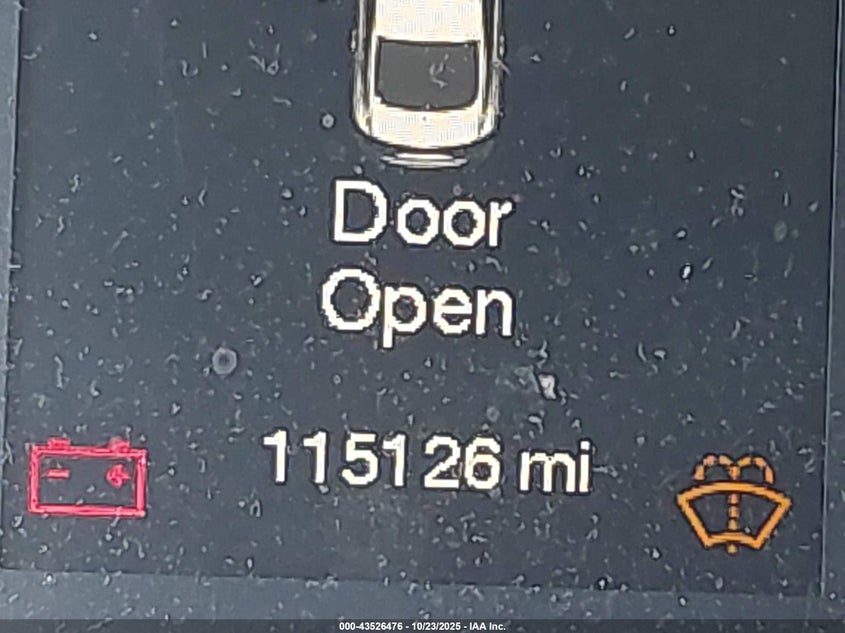 Door
Open
115126 mi
000-43526476 - 10/23/2025 - IAA Inc.